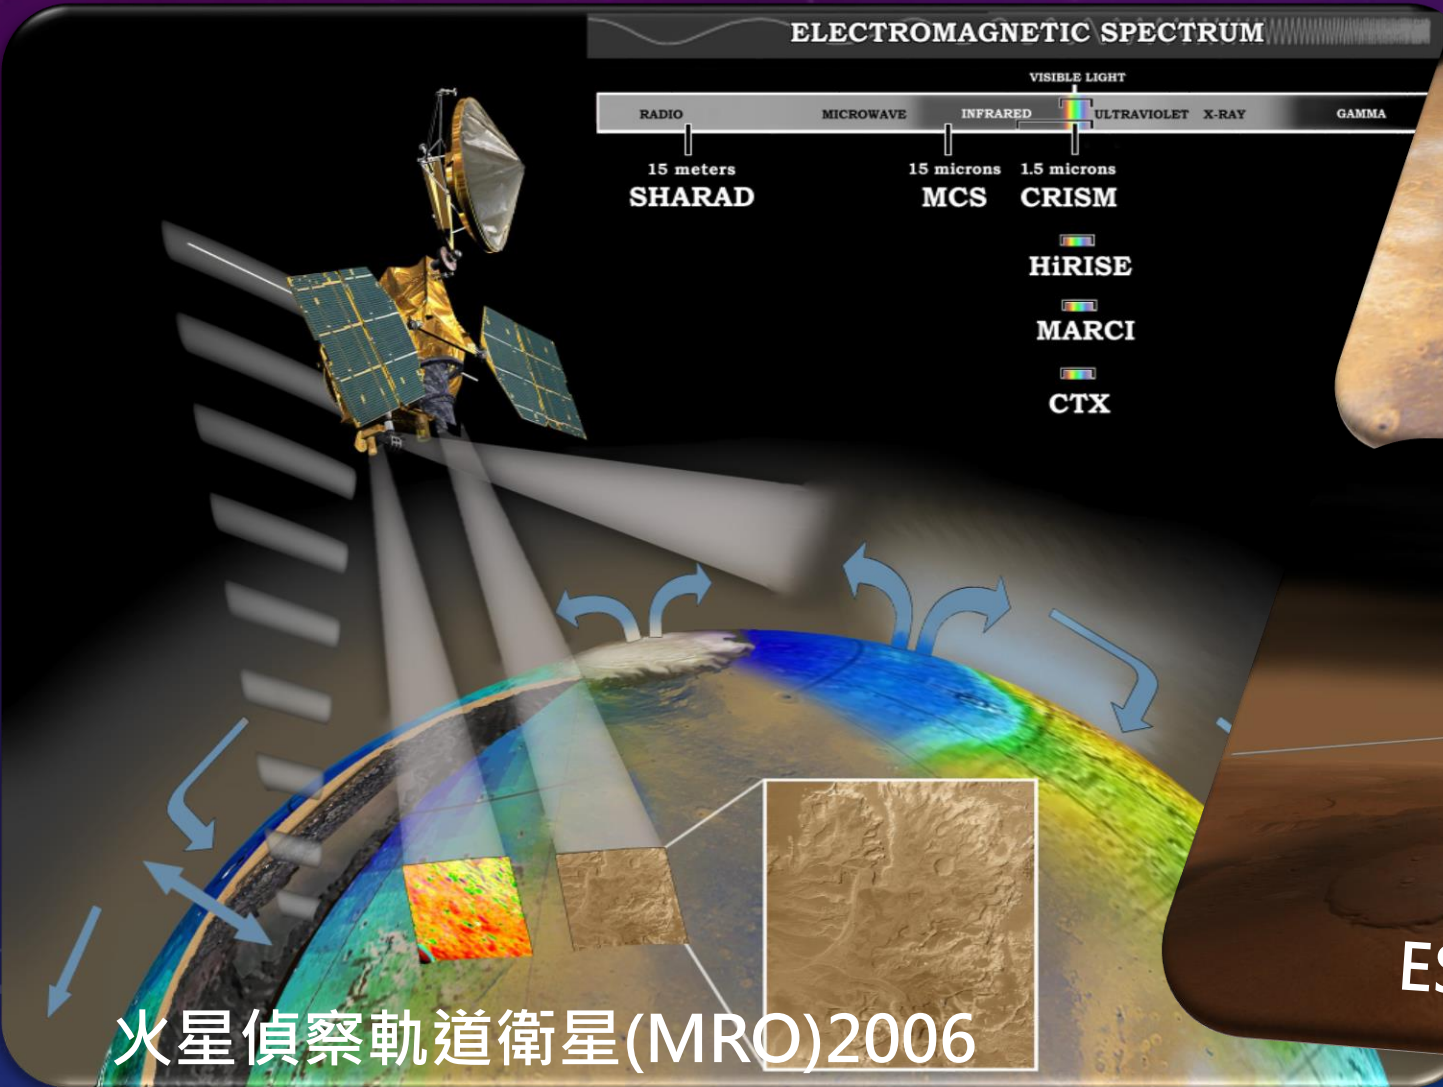 ELECTROMAGNETIC SPECTRUM
VISIBLE LIGHT
RADIO MICROWAVE INFRARED ULTRAVIOLET X-RAY GAMMA
15 meters 15 microns 1.5 microns
SHARAD MCS CRISM
HiRISE
MARCI
CTX
ES
火星偵察軌道衛星(MRO)2006